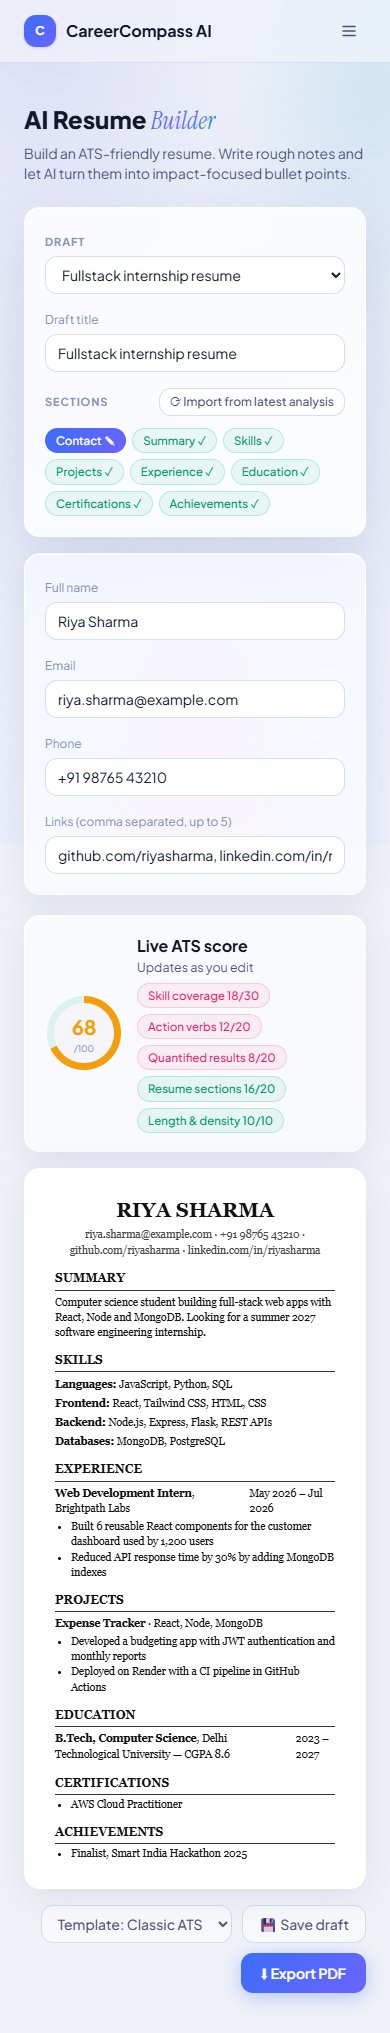 C CareerCompass AI
AI Resume Builder
Build an ATS-friendly resume. Write rough notes and
let AI turn them into impact-focused bullet points.
DRAFT
Fullstack internship resume
Draft title
Fullstack internship resume
SECTIONS
Import from latest analysis
Contact ✎ Summary ✓ Skills ✓
Projects ✓ Experience ✓ Education ✓
Certifications ✓ Achievements ✓
Full name
Riya Sharma
Email
riya.sharma@example.com
Phone
+91 98765 43210
Links (comma separated, up to 5)
github.com/riyasharma, linkedin.com/in/r
Live ATS score
Updates as you edit
68
/100
Skill coverage 18/30
Action verbs 12/20
Quantified results 8/20
Resume sections 16/20
Length & density 10/10
RIYA SHARMA
riya.sharma@example.com · +91 98765 43210 ·
github.com/riyasharma · linkedin.com/in/riyasharma
SUMMARY
Computer science student building full-stack web apps with
React, Node and MongoDB. Looking for a summer 2027
software engineering internship.
SKILLS
Languages: JavaScript, Python, SQL
Frontend: React, Tailwind CSS, HTML, CSS
Backend: Node.js, Express, Flask, REST APIs
Databases: MongoDB, PostgreSQL
EXPERIENCE
Web Development Intern, May 2026 – Jul
Brightpath Labs 2026
• Built 6 reusable React components for the customer
dashboard used by 1,200 users
• Reduced API response time by 30% by adding MongoDB
indexes
PROJECTS
Expense Tracker · React, Node, MongoDB
• Developed a budgeting app with JWT authentication and
monthly reports
• Deployed on Render with a CI pipeline in GitHub
Actions
EDUCATION
B.Tech, Computer Science, Delhi 2023 –
Technological University — CGPA 8.6 2027
CERTIFICATIONS
• AWS Cloud Practitioner
ACHIEVEMENTS
• Finalist, Smart India Hackathon 2025
Template: Classic ATS
💾 Save draft
⬇ Export PDF